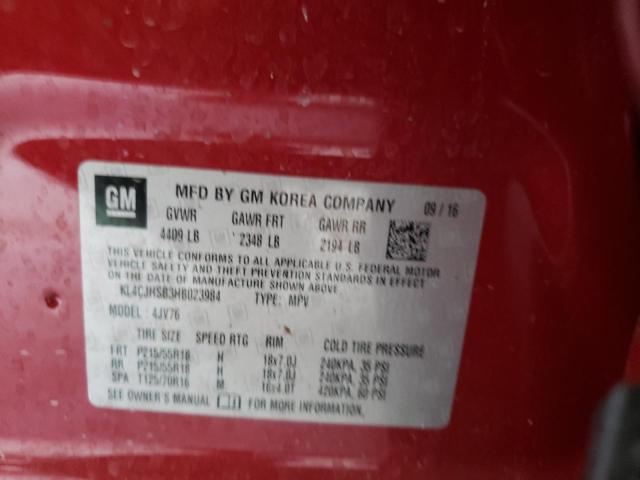 GM
MFD BY GM KOREA COMPANY 09 / 16
GVWR GAWR FRT GAWR RR
4409 LB 2348 LB 2194 LB
THIS VEHICLE CONFORMS TO ALL APPLICABLE U.S. FEDERAL MOTOR
VEHICLE SAFETY AND THEFT PREVENTION STANDARDS IN EFFECT ON
THE DATE OF MANUFACTURE SHOWN ABOVE
KL4CJHSB3HB023984 TYPE: MPV
MODEL: 4JV76
TIRE SIZE SPEED RTG RIM COLD TIRE PRESSURE
FRT P215/55R18 H 18x7.0J 240KPA, 35 PSI
RR P215/55R18 H 18x7.0J 240KPA, 35 PSI
SPA T125/70R16 M 16x4.0T 420KPA, 60 PSI
SEE OWNER'S MANUAL FOR MORE INFORMATION.